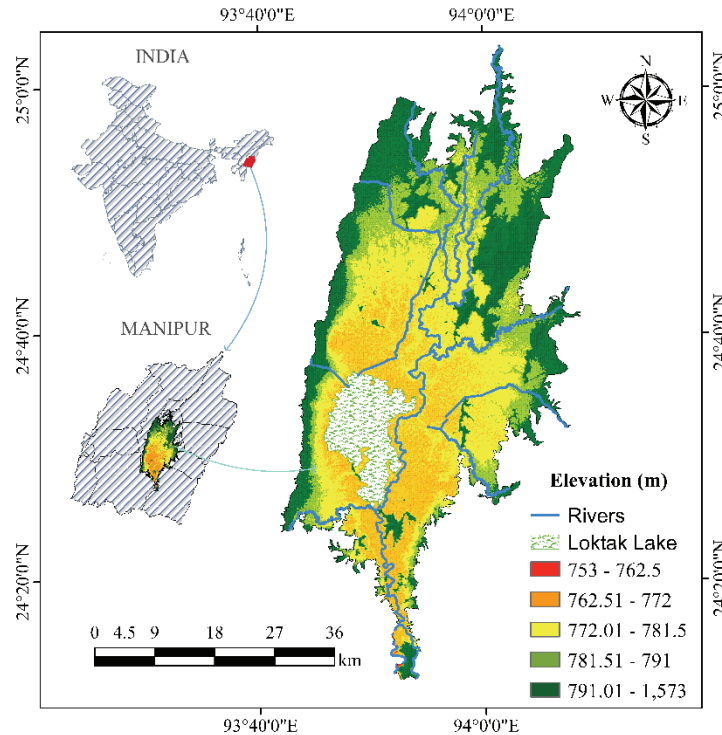 93°40'0"E
94°0'0"E
INDIA
N
W
E
S
25°0'0"N
25°0'0"N
24°40'0"N
24°40'0"N
MANIPUR
Elevation (m)
Rivers
Loktak Lake
753 - 762.5
762.51 - 772
772.01 - 781.5
781.51 - 791
791.01 - 1,573
24°20'0"N
24°20'0"N
0 4.5 9 18 27 36
km
93°40'0"E
94°0'0"E